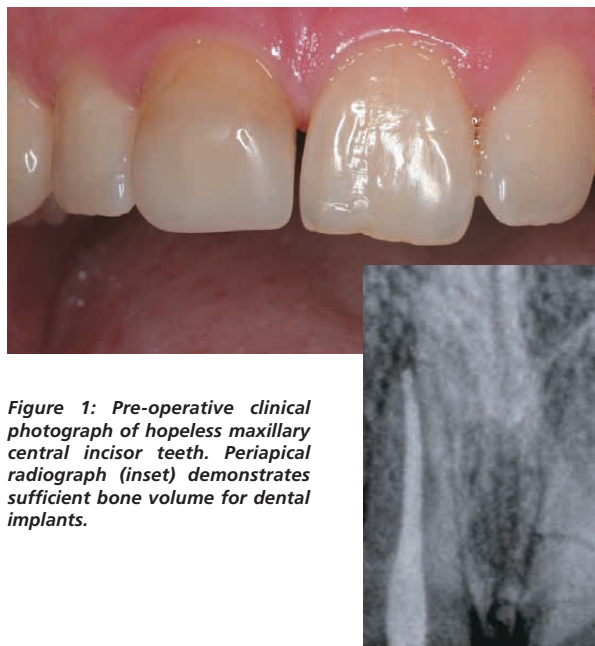 Figure 1: Pre-operative clinical
photograph of hopeless maxillary
central incisor teeth. Periapical
radiograph (inset) demonstrates
sufficient bone volume for dental
implants.